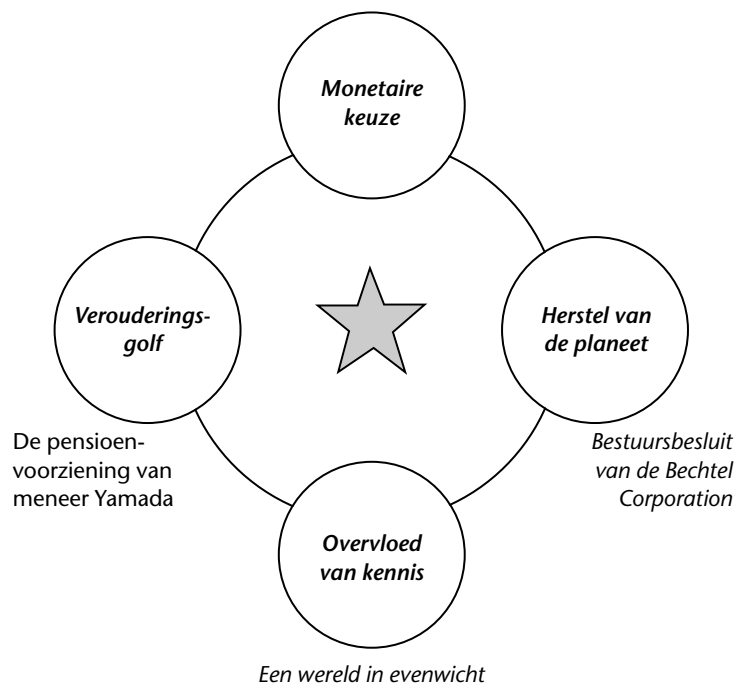 Monetaire
keuze
Verouderings-
golf
Herstel van
de planeet
De pensioen-
voorziening van
meneer Yamada
Bestuursbesluit
van de Bechtel
Corporation
Overvloed
van kennis
Een wereld in evenwicht